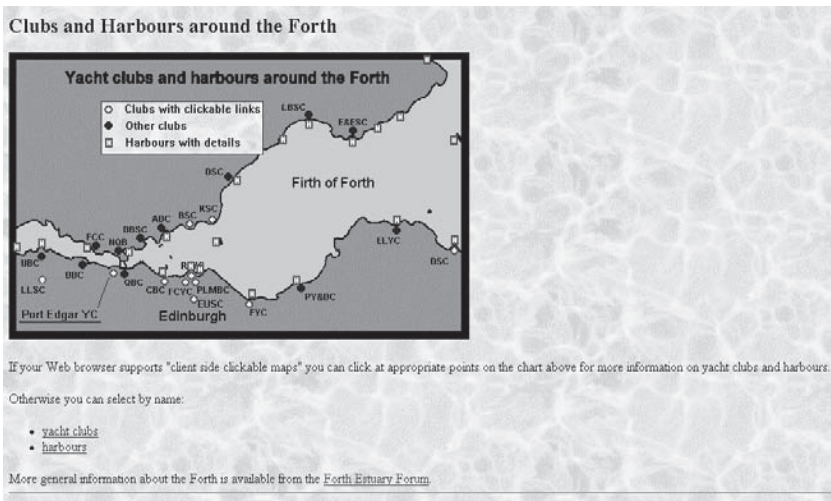 Clubs and Harbours around the Forth
Yacht clubs and harbours around the Forth
Clubs with clickable links
Other clubs
Harbours with details
LBSC
E&FSC
DSC
Firth of Forth
KSC
BSC
ABC
DBSC
FCC
NQB
ELYC
DSC
UBC
BBC
QBC
LLSC
CBC
FCYC
PLMBC
EUSC
PY&BC
FYC
Port Edgar YC
Edinburgh
If your Web browser supports "client side clickable maps" you can click at appropriate points on the chart above for more information on yacht clubs and harbours.
Otherwise you can select by name:
yacht clubs
harbours
More general information about the Forth is available from the Forth Estuary Forum.